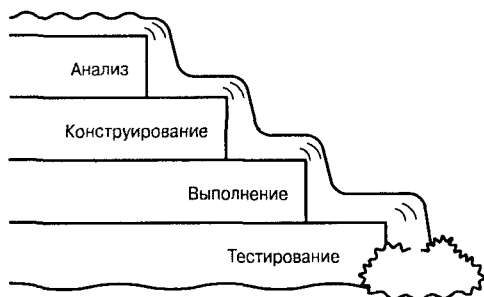 Анализ
Конструирование
Выполнение
Тестирование